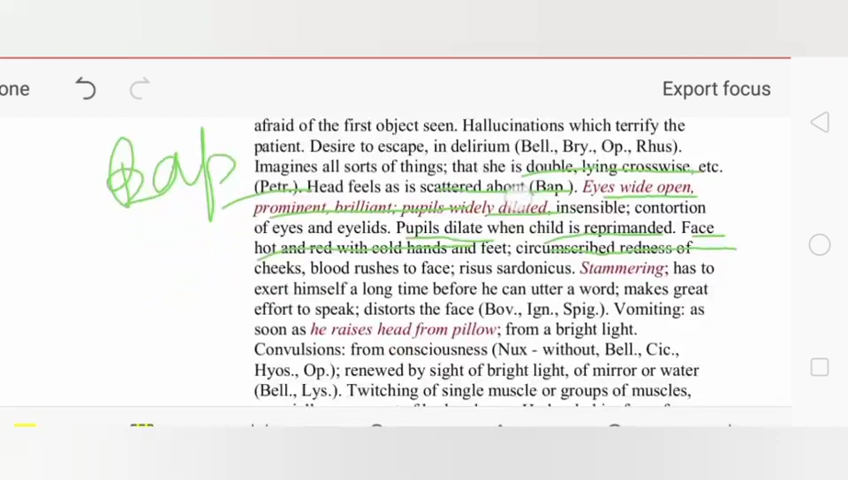 one
Export focus
Bap
afraid of the first object seen. Hallucinations which terrify the
patient. Desire to escape, in delirium (Bell., Bry., Op., Rhus).
Imagines all sorts of things; that she is double, lying crosswise, etc.
(Petr.). Head feels as is scattered about (Bap.). Eyes wide open,
prominent, brilliant; pupils widely dilated, insensible; contortion
of eyes and eyelids. Pupils dilate when child is reprimanded. Face
hot and red with cold hands and feet; circumscribed redness of
cheeks, blood rushes to face; risus sardonicus. Stammering; has to
exert himself a long time before he can utter a word; makes great
effort to speak; distorts the face (Bov., Ign., Spig.). Vomiting: as
soon as he raises head from pillow; from a bright light.
Convulsions: from consciousness (Nux - without, Bell., Cic.,
Hyos., Op.); renewed by sight of bright light, of mirror or water
(Bell., Lys.). Twitching of single muscle or groups of muscles,